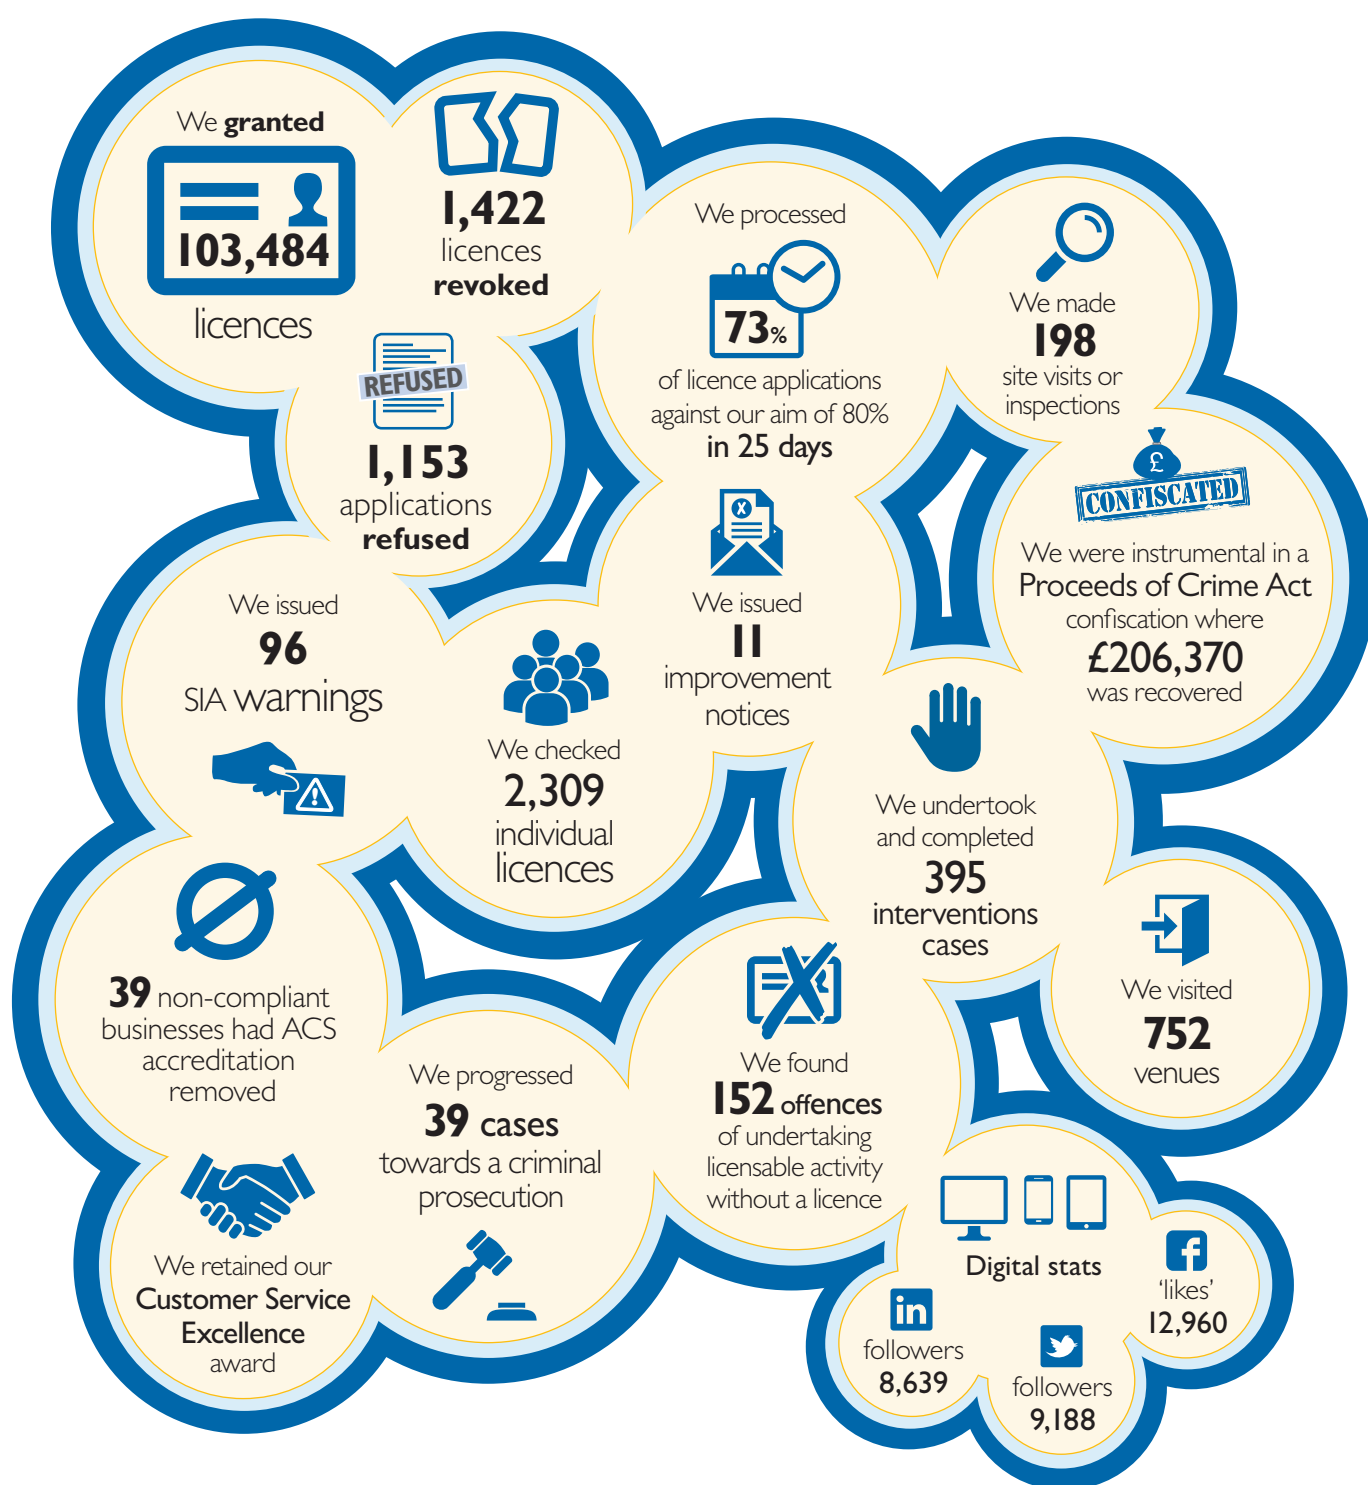 We granted
103,484
licences
1,422
licences
revoked
REFUSED
1,153
applications
refused
We processed
73%
of licence applications
against our aim of 80%
in 25 days
We made
198
site visits or
inspections
£
CONFISCATED
We were instrumental in a
Proceeds of Crime Act
confiscation where
£206,370
was recovered
We issued
96
SIA warnings
We checked
2,309
individual
licences
X
We issued
11
improvement
notices
We undertook
and completed
395
interventions
cases
We visited
752
venues
39 non-compliant
businesses had ACS
accreditation
removed
We progressed
39 cases
towards a criminal
prosecution
We found
152 offences
of undertaking
licensable activity
without a licence
We retained our
Customer Service
Excellence
award
Digital stats
in
followers
8,639
followers
9,188
f
‘likes’
12,960